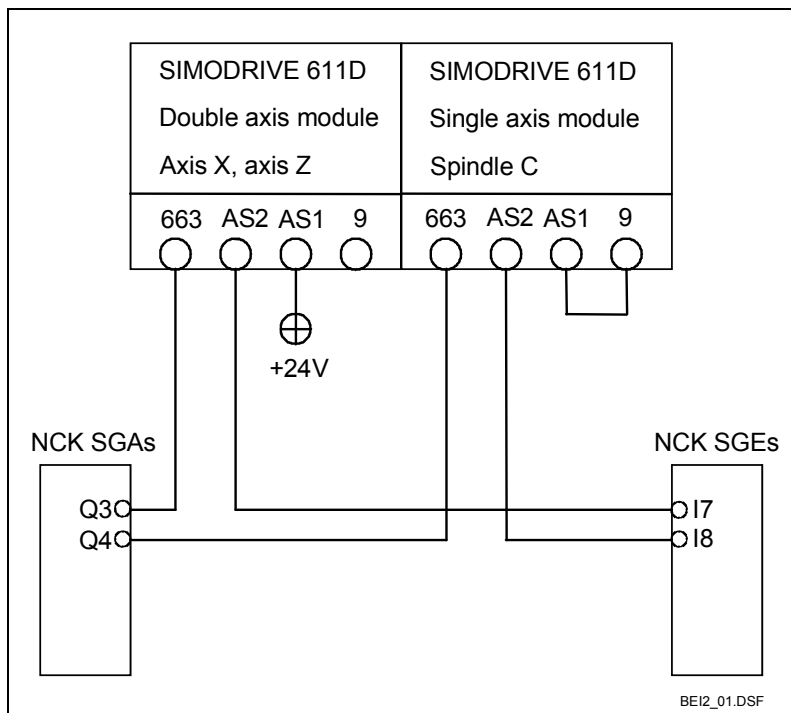 SIMODRIVE 611D
Double axis module
Axis X, axis Z
SIMODRIVE 611D
Single axis module
Spindle C
663 AS2 AS1 9
663 AS2 AS1 9
+24V
NCK SGAs
Q3
Q4
NCK SGEs
I7
I8
BEI2_01.DSF